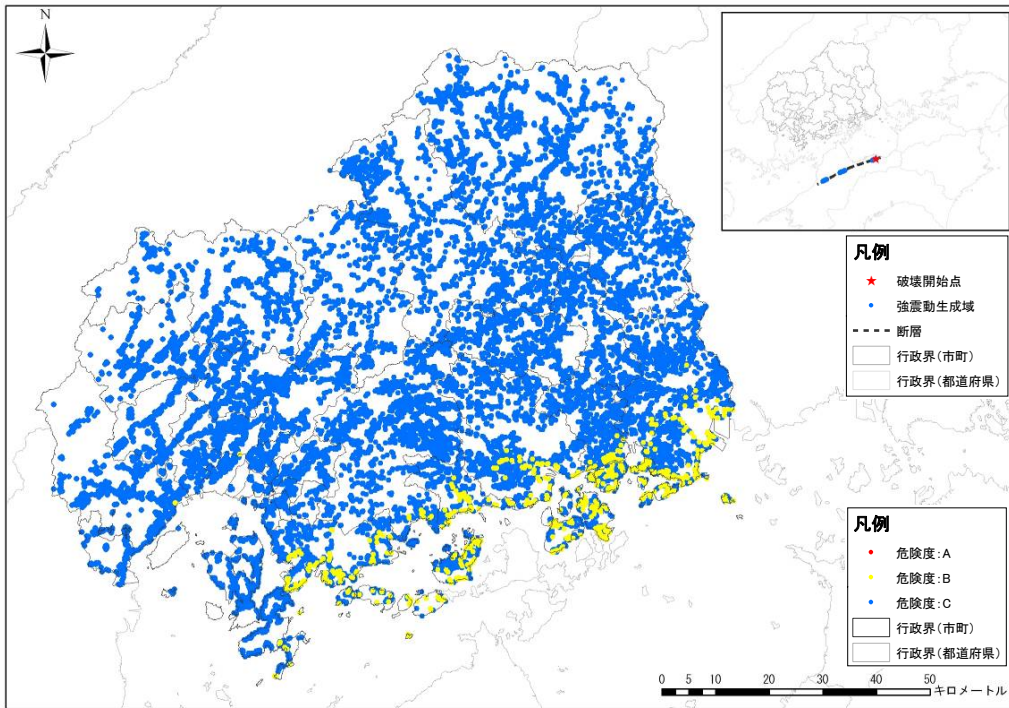 N
凡例
破壊開始点
強震動生成域
断層
行政界(市町)
行政界(都道府県)
凡例
危険度:A
危険度:B
危険度:C
行政界(市町)
行政界(都道府県)
0 5 10 20 30 40 50
キロメートル